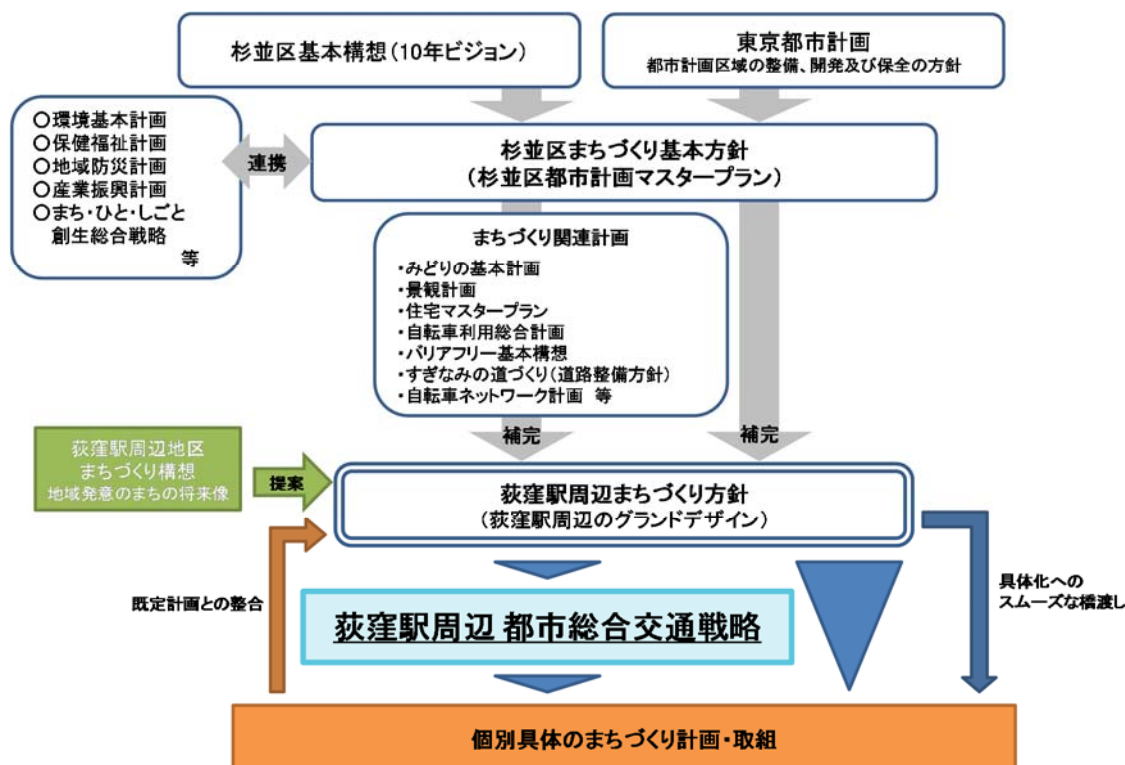 杉並区基本構想(10年ビジョン)
東京都市計画
都市計画区域の整備、開発及び保全の方針
〇環境基本計画
〇保健福祉計画
〇地域防災計画
〇産業振興計画
〇まち・ひと・しごと
創生総合戦略
等
連携
杉並区まちづくり基本方針
(杉並区都市計画マスタープラン)
まちづくり関連計画
・みどりの基本計画
・景観計画
・住宅マスタープラン
・自転車利用総合計画
・バリアフリー基本構想
・すぎなみの道づくり(道路整備方針)
・自転車ネットワーク計画 等
補完
補完
荻窪駅周辺地区
まちづくり構想
地域発意のまちの将来像
提案
荻窪駅周辺まちづくり方針
(荻窪駅周辺のグランドデザイン)
既定計画との整合
具体化への
スムーズな橋渡し
荻窪駅周辺 都市総合交通戦略
個別具体のまちづくり計画・取組